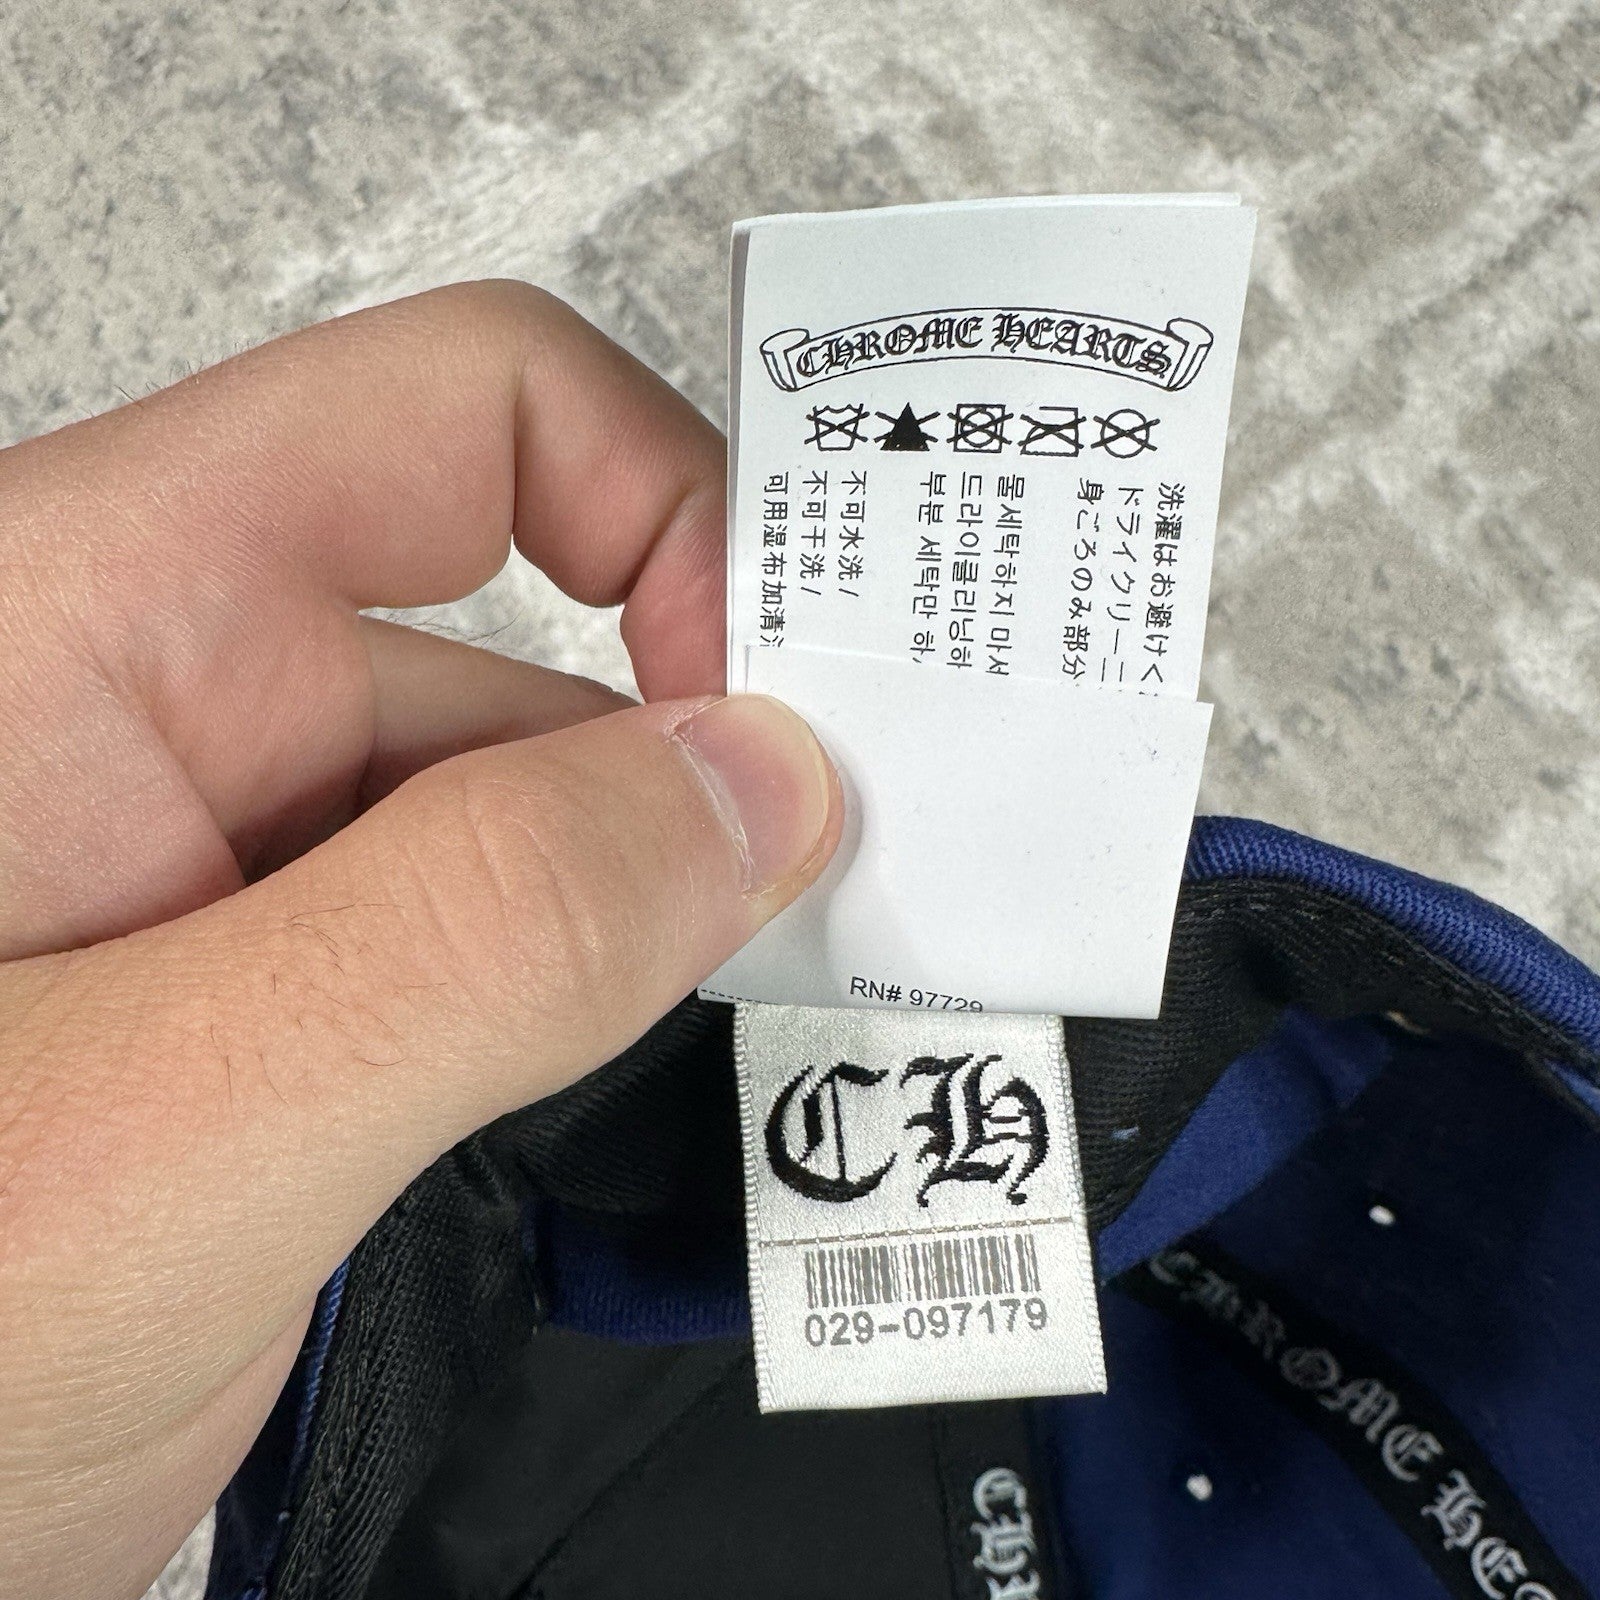 CHROME HEARTS
洗濯はお避けく
ドライクリーニ
身ごろのみ部分
물세탁하지 마서
드라이클리닝하
부분 세탁만 하
不可水洗 /
不可干洗 /
可用湿布加清
RN# 97729
CH
029-097179
CHROME HE
CH